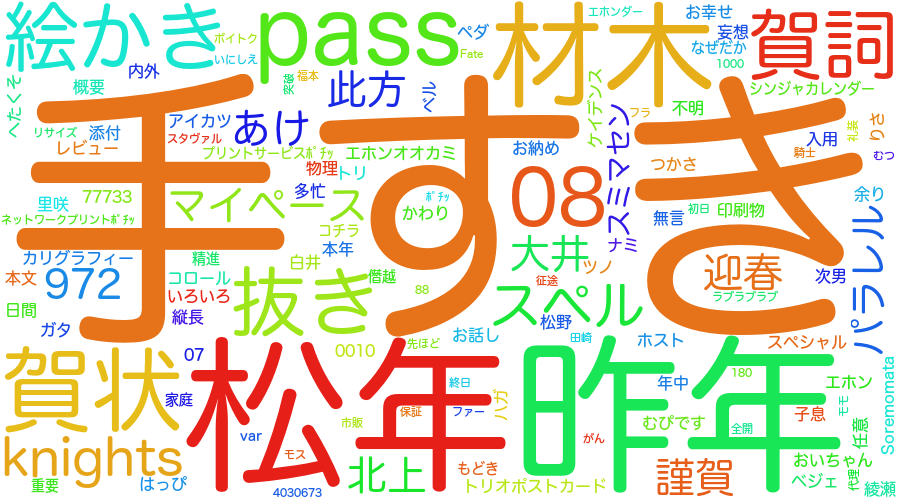 絵かき
pass
材木
賀詞
エホンダー
お幸せ
ペダ
妄想
なぜだか
Fate
1000
ボイトク
いにしえ
福本
突破
内外
概要
此方
ベル
シンジャカレンダー
へたくそ
リサイズ
添付
アイカツ
あけ
スタヴァル
レビュー
プリントサービスポチッ
エホンオオカミ
お納め
ケイデンス
スミマセン
フラ
不明
入用
礼装
りさ
騎士
むつ
手すき
77733
里咲
物理
トリ
多忙
ポチッ
つかさ
余り
ネットワークプリントポチッ
マイペース
かわり
08
無言
初日
印刷物
カリグラフィー
精進
コチラ
本年
大井
ナミ
パラレル
本文
972
コロール
白井
僭越
ツノ
迎春
次男
いろいろ
抜き
88
征途
スペル
ラブラブラブ
日間
縦長
ガタ
松野
お話し
田崎
ホスト
スペシャル
07
0010
先ほど
賀状
松年
昨年
家庭
終日
ハガ
年中
180
エホン
Soremomata
市販
保証
ファー
むぴです
子息
モモ
任意
knights
var
モス
がん
全開
北上
もどき
謹賀
おいちゃん
重要
はっぴ
4030673
トリオポストカード
ベジェ
代理
綾瀬